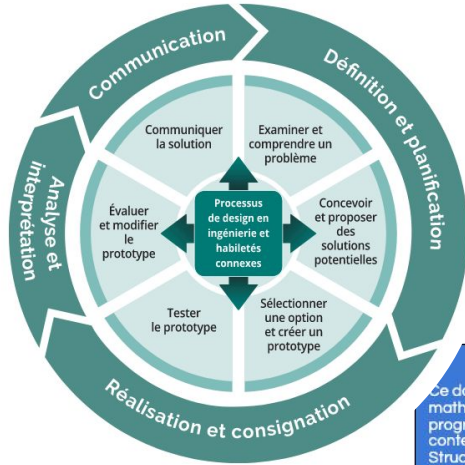 Communication
Définition et planification
Analyse et
interprétation
Réalisation et consignation
Communiquer
la solution
Examiner et
comprendre un
problème
Évaluer
et modifier
le
prototype
Processus
de design en
ingénierie et
habiletés
connexes
Concevoir
et proposer
des
solutions
potentielles
Tester
le prototype
Sélectionner
une option
et créer un
prototype
Ce do
math
prog
conte
Struc